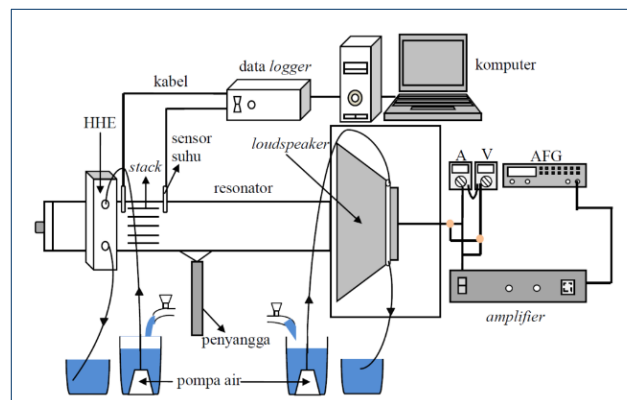 data logger
komputer
kabel
HHE
sensor
suhu
stack
loudspeaker
resonator
A
V
AFG
amplifier
penyangga
pompa air